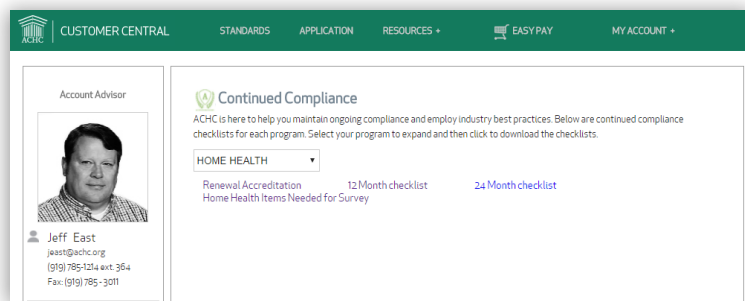 ACHC
CUSTOMER CENTRAL
STANDARDS APPLICATION RESOURCES + EASY PAY MY ACCOUNT +
Account Advisor
Jeff East
jeast@achc.org
(919) 785-1214 ext. 364
Fax: (919) 785 - 3011
Continued Compliance
ACHC is here to help you maintain ongoing compliance and employ industry best practices. Below are continued compliance
checklists for each program. Select your program to expand and then click to download the checklists.
HOME HEALTH
Renewal Accreditation 12 Month checklist 24 Month checklist
Home Health Items Needed for Survey